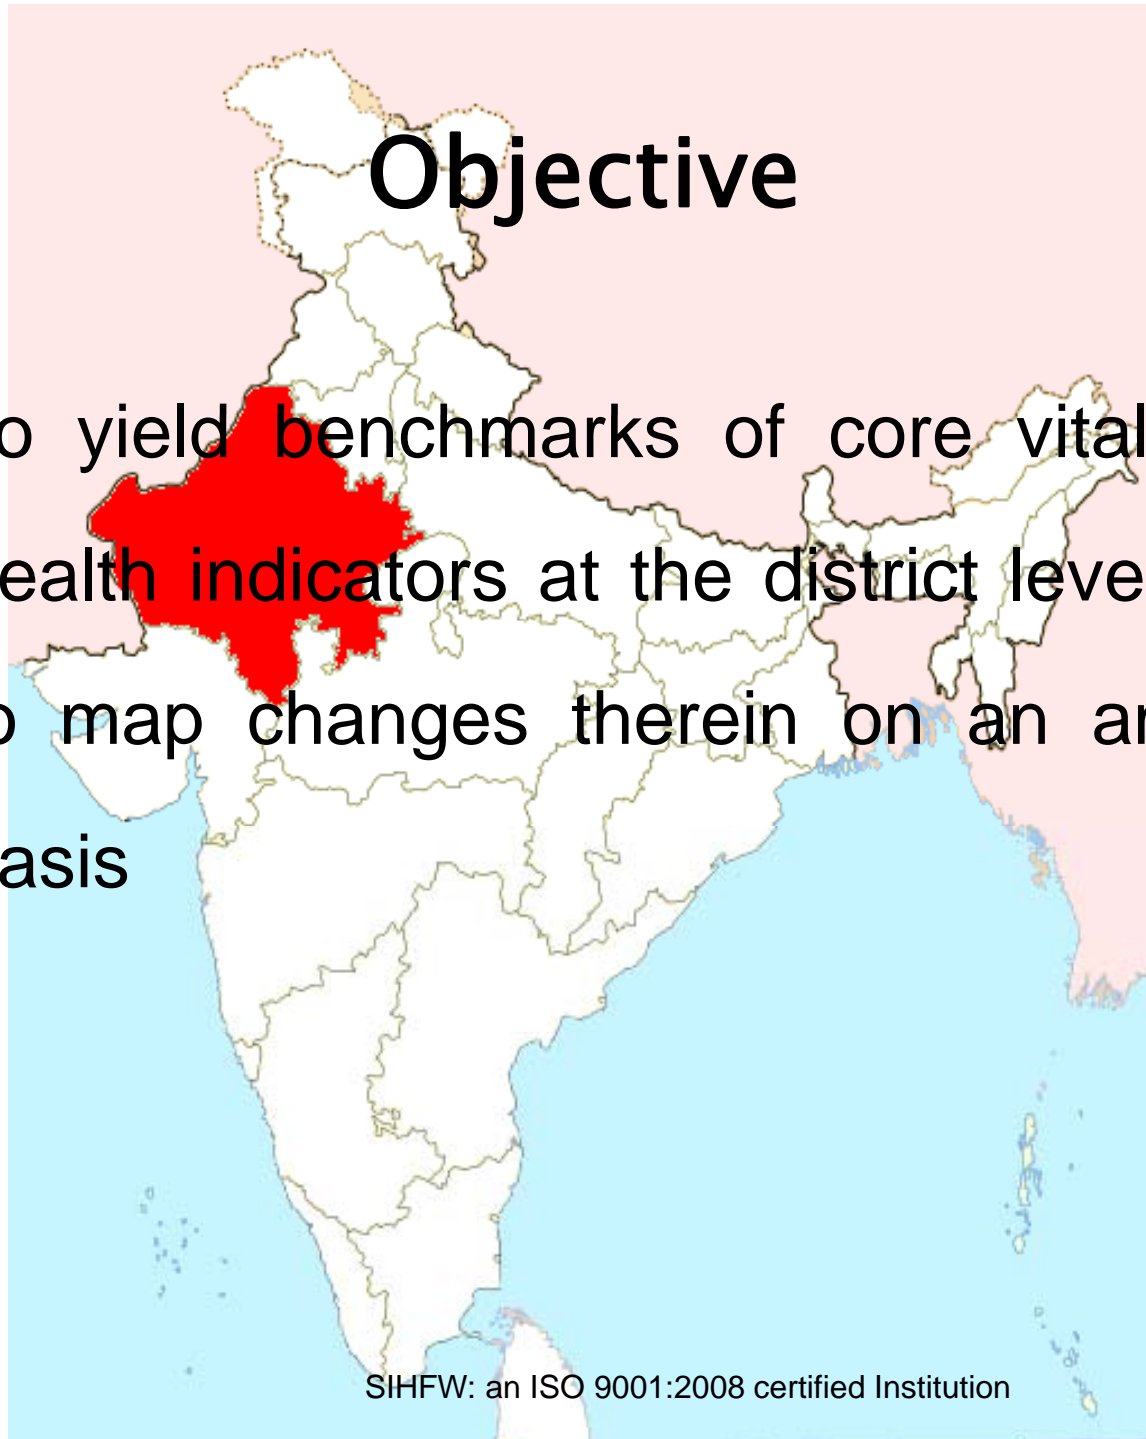 Objective
o yield benchmarks of core vital
ealth indicators at the district leve
o map changes therein on an an
asis
SIHFW: an ISO 9001:2008 certified Institution